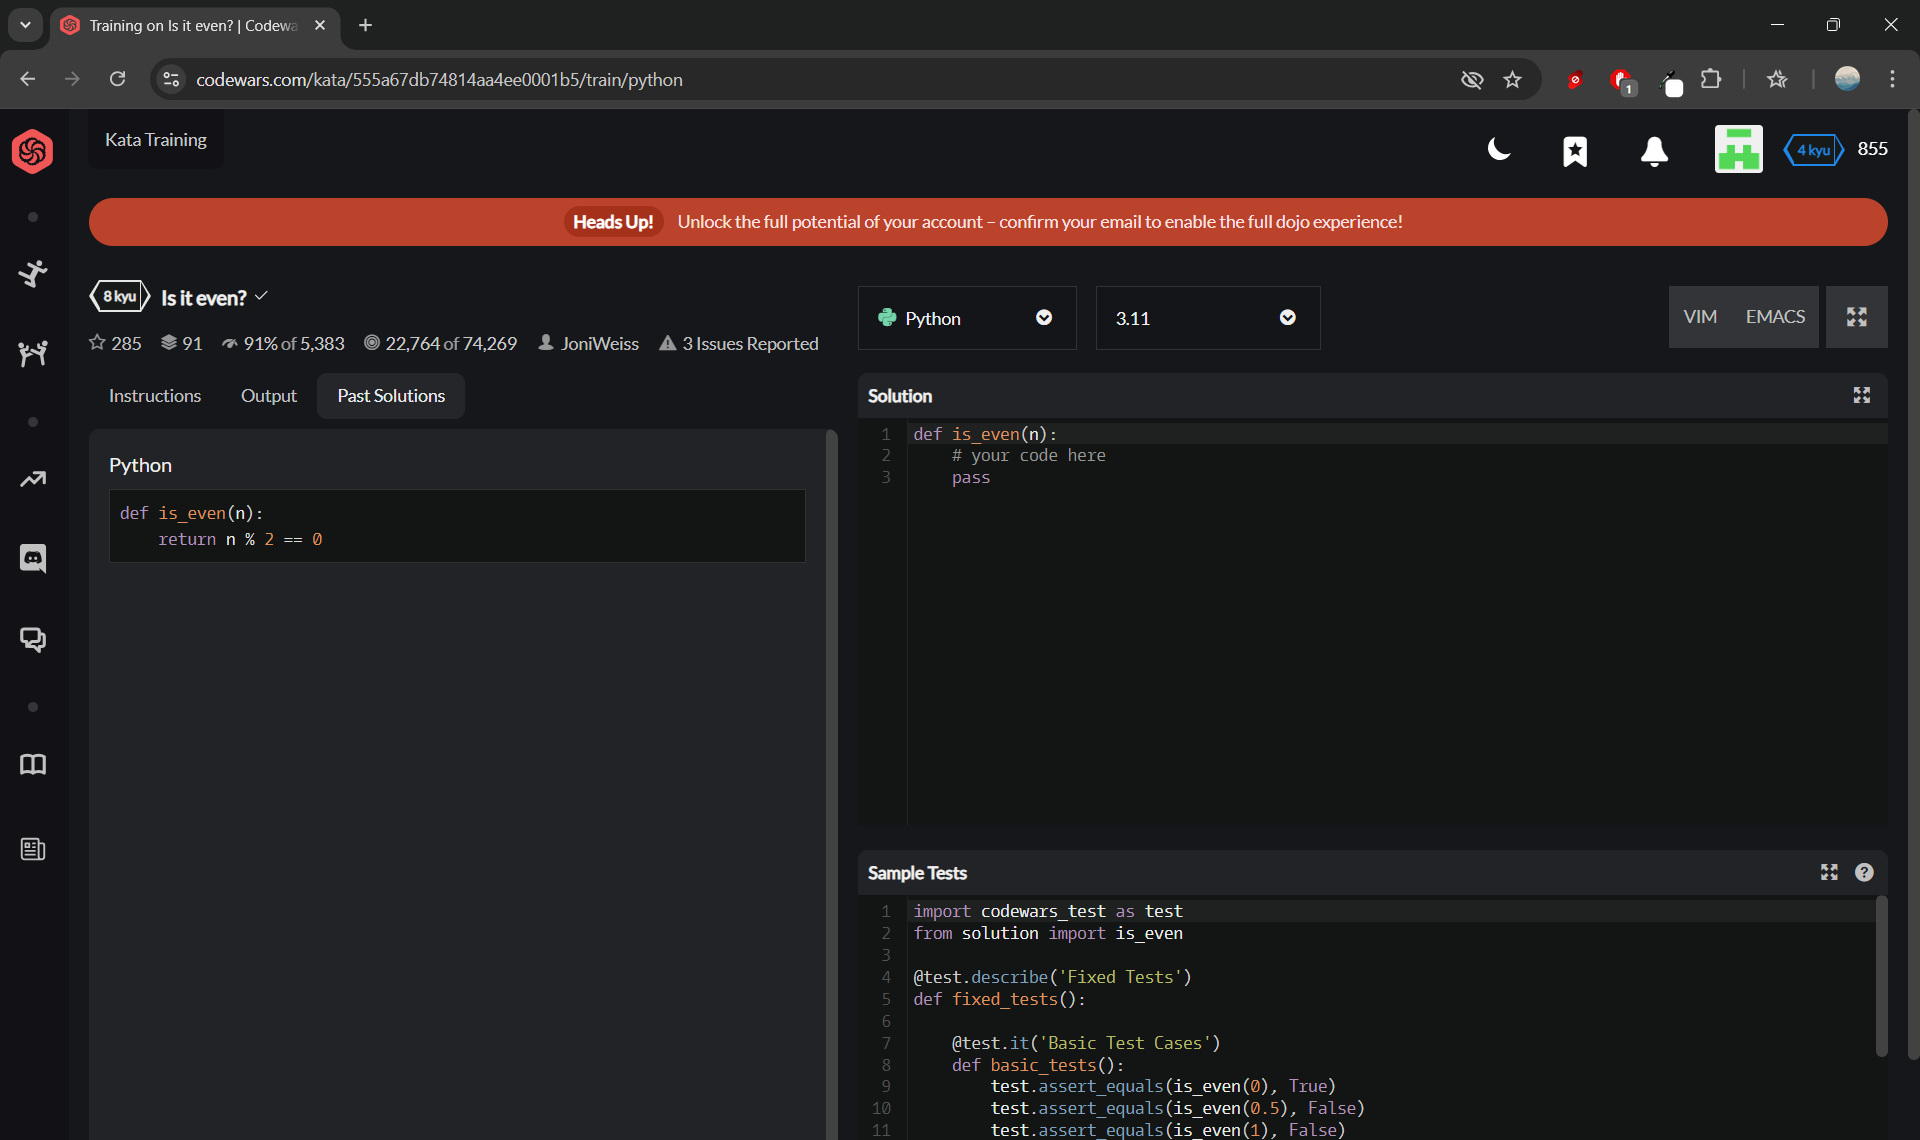 Training on Is it even? | Codewa
codewars.com/kata/555a67db74814aa4ee0001b5/train/python
1
Kata Training
4 kyu
855
Heads Up! Unlock the full potential of your account – confirm your email to enable the full dojo experience!
8 kyu
Is it even?
285
91
91% of 5,383
22,764 of 74,269
JoniWeiss
3 Issues Reported
Python
3.11
VIM
EMACS
Instructions
Output
Past Solutions
Python
def is_even(n):
return n % 2 == 0
Solution
1 def is_even(n):
2 # your code here
3 pass
Sample Tests
?
1 import codewars_test as test
2 from solution import is_even
3
4 @test.describe('Fixed Tests')
5 def fixed_tests():
6
7 @test.it('Basic Test Cases')
8 def basic_tests():
9 test.assert_equals(is_even(0), True)
10 test.assert_equals(is_even(0.5), False)
11 test.assert_equals(is_even(1), False)